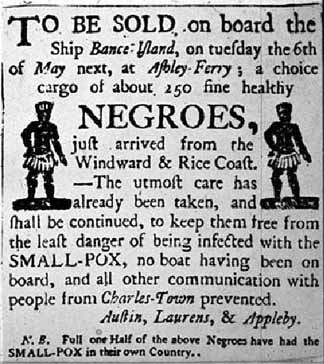 TO BE SOLD, on board the
Ship Bance-Iſland, on tueſday the 6th
of May next, at Aſhley-Ferry; a choice
cargo of about 250 fine healthy
NEGROES,
juſt arrived from the
Windward & Rice Coaſt.
—The utmoſt care has
already been taken, and
ſhall be continued, to keep them free from
the leaſt danger of being infected with the
SMALL-POX, no boat having been on
board, and all other communication with
people from Charles-Town prevented.
Auſtin, Laurens, & Appleby.
N. B. Full one Half of the above Negroes have had the
SMALL-POX in their own Country..